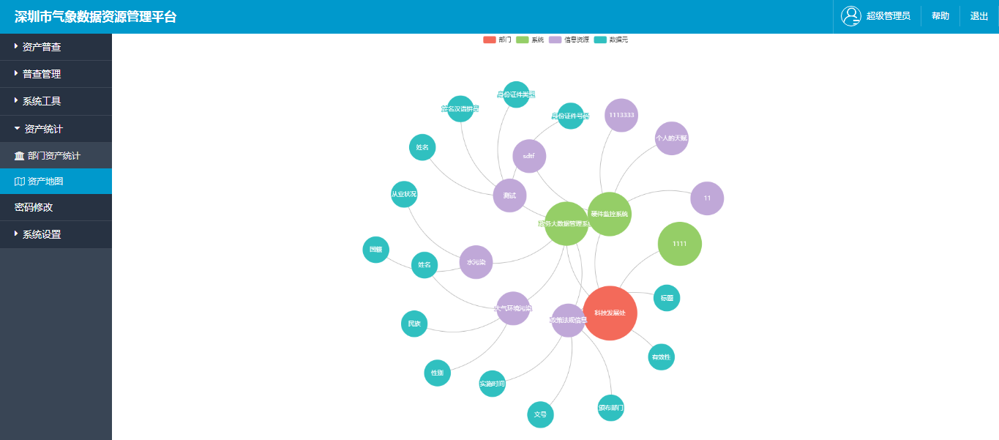 深圳市气象数据资源管理平台
超级管理员
帮助
退出
资产普查
普查管理
系统工具
资产统计
部门资产统计
资产地图
密码修改
系统设置
部门
系统
信息资源
数据元
身份证件类型
姓名汉语拼音
身份证件号码
1113333
个人的天赋
姓名
sdtf
从业状况
测试
11
硬件监控系统
政务大数据管理系统
1111
国籍
姓名
水污染
标题
大气环境污染
政策法规信息
科技发展处
民族
有效性
性别
实施时间
文号
颁布部门